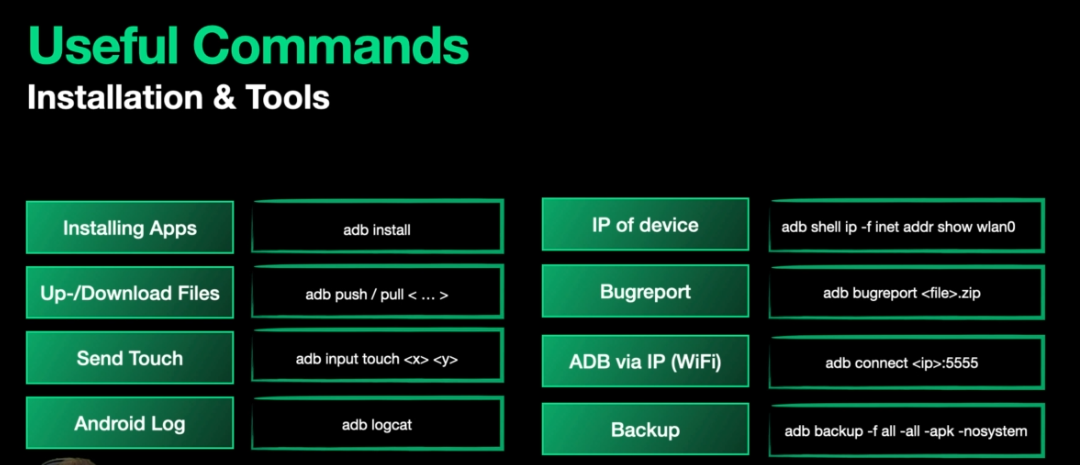 Useful Commands
Installation & Tools
Installing Apps
adb install
Up-/Download Files
adb push / pull < ... >
Send Touch
adb input touch <x> <y>
Android Log
adb logcat
IP of device
adb shell ip -f inet addr show wlan0
Bugreport
adb bugreport <file>.zip
ADB via IP (WiFi)
adb connect <ip>:5555
Backup
adb backup -f all -all -apk -nosystem